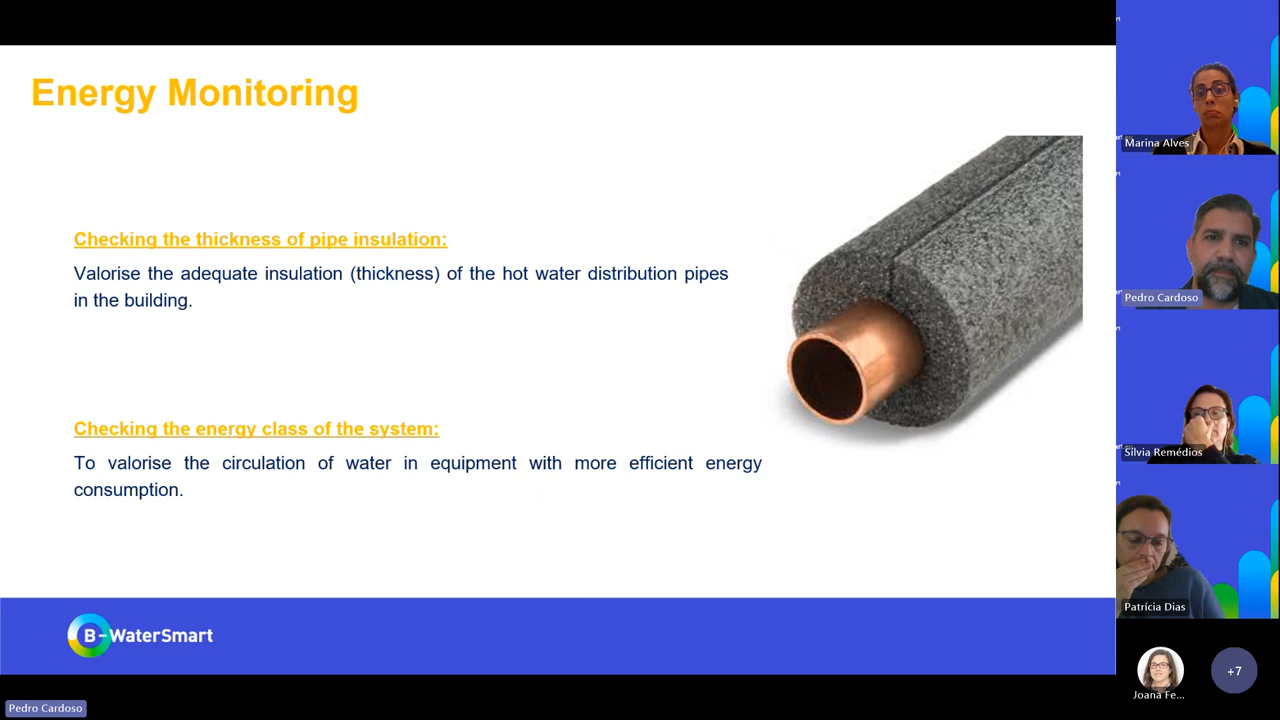 Energy Monitoring
Checking the thickness of pipe insulation:
Valorise the adequate insulation (thickness) of the hot water distribution pipes
in the building.
Checking the energy class of the system:
To valorise the circulation of water in equipment with more efficient energy
consumption.
B-WaterSmart
Pedro Cardoso
Marina Alves
Pedro Cardoso
Sílvia Remédios
Patrícia Dias
Joana Fe...
+7